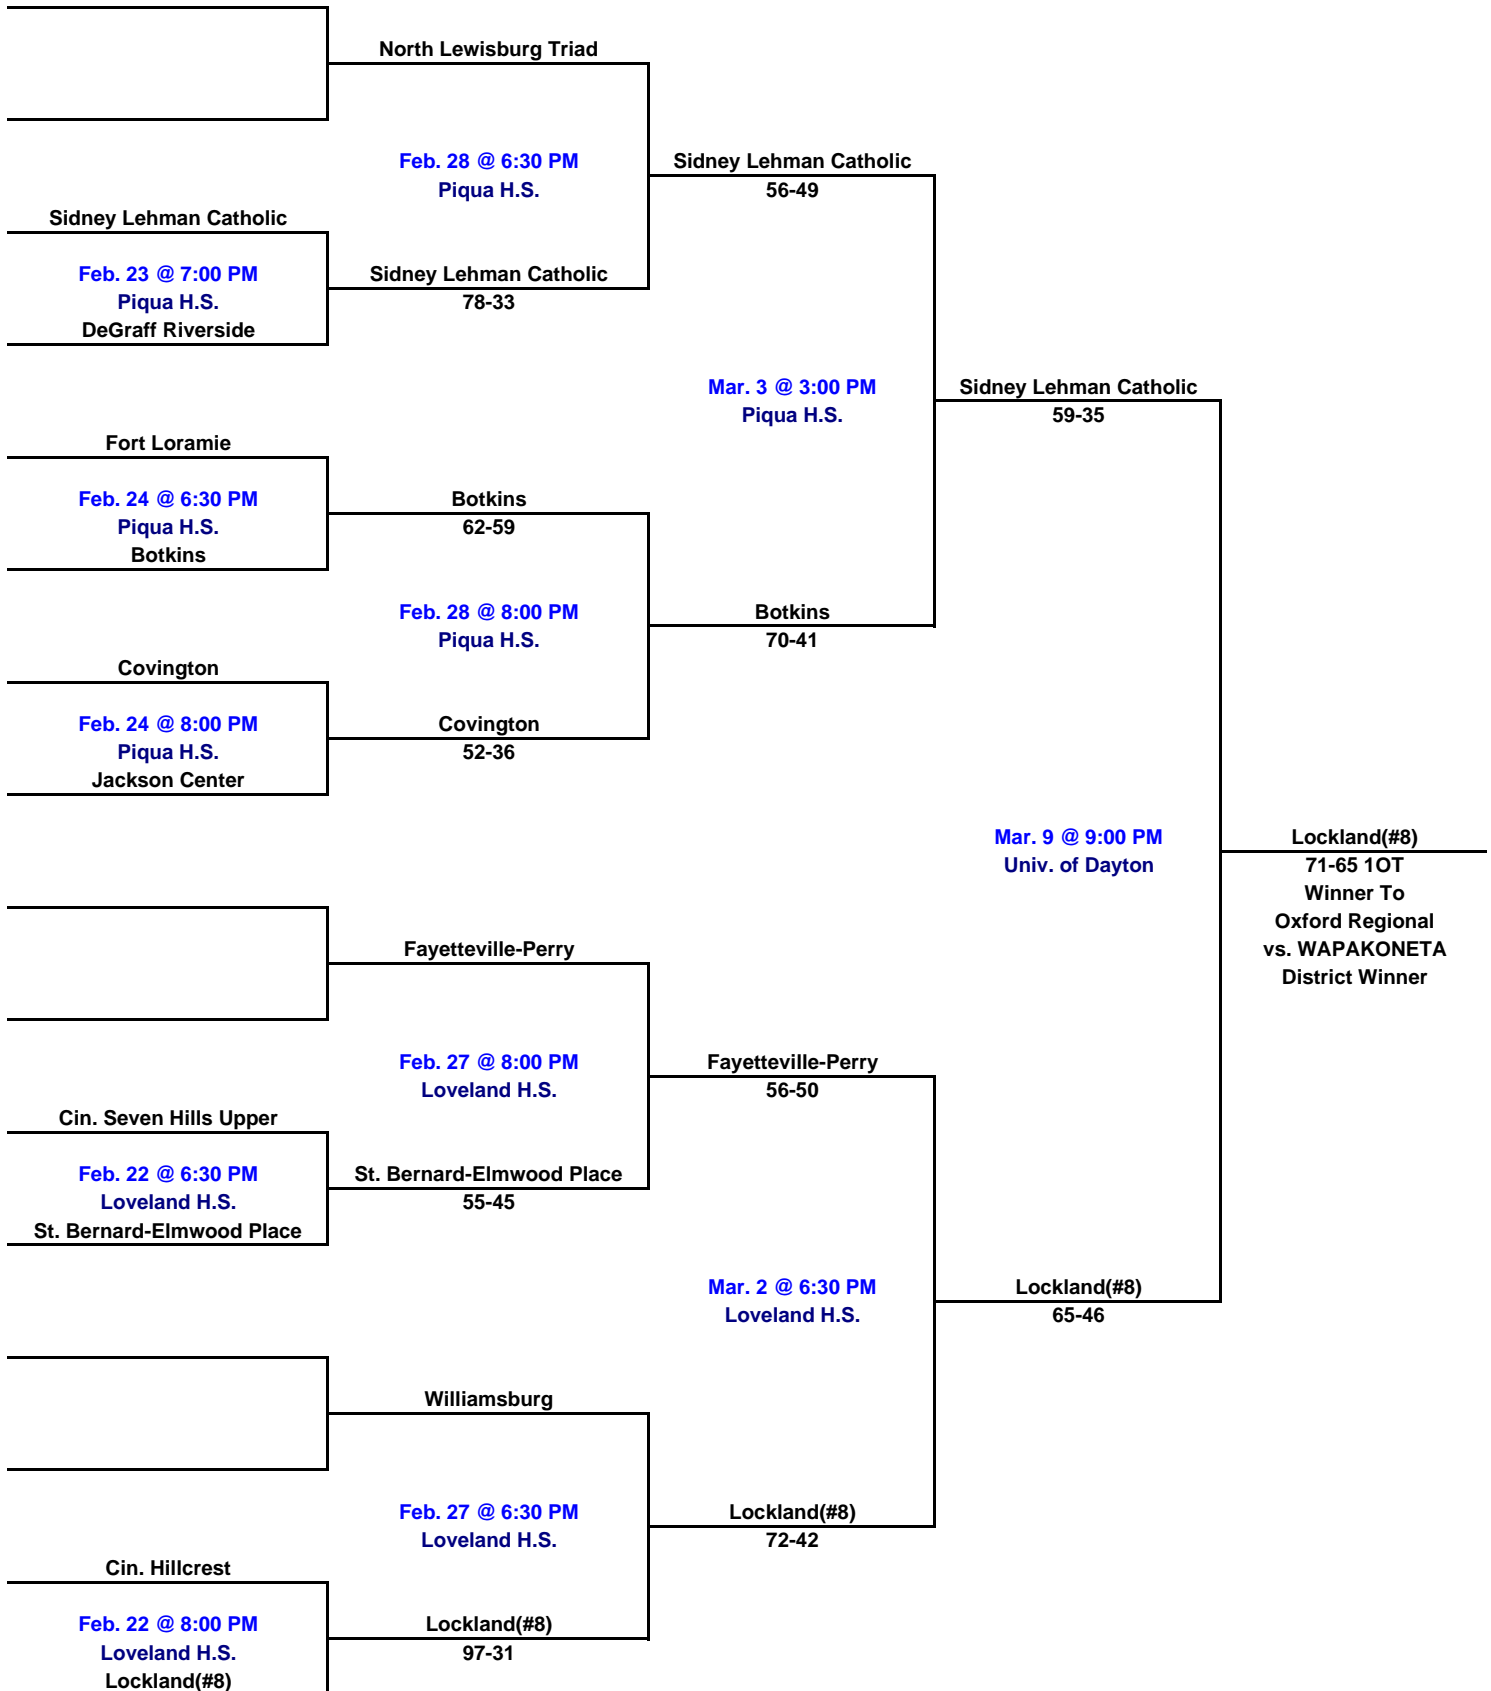 North Lewisburg Triad
Feb. 28 @ 6:30 PM
Piqua H.S.
Sidney Lehman Catholic
56-49
Sidney Lehman Catholic
Feb. 23 @ 7:00 PM
Piqua H.S.
DeGraff Riverside
Sidney Lehman Catholic
78-33
Mar. 3 @ 3:00 PM
Piqua H.S.
Sidney Lehman Catholic
59-35
Fort Loramie
Feb. 24 @ 6:30 PM
Piqua H.S.
Botkins
Botkins
62-59
Feb. 28 @ 8:00 PM
Piqua H.S.
Botkins
70-41
Covington
Feb. 24 @ 8:00 PM
Piqua H.S.
Jackson Center
Covington
52-36
Mar. 9 @ 9:00 PM
Univ. of Dayton
Lockland(#8)
71-65 1OT
Winner To
Oxford Regional
vs. WAPAKONETA
District Winner
Fayetteville-Perry
Feb. 27 @ 8:00 PM
Loveland H.S.
Fayetteville-Perry
56-50
Cin. Seven Hills Upper
Feb. 22 @ 6:30 PM
Loveland H.S.
St. Bernard-Elmwood Place
St. Bernard-Elmwood Place
55-45
Mar. 2 @ 6:30 PM
Loveland H.S.
Lockland(#8)
65-46
Williamsburg
Feb. 27 @ 6:30 PM
Loveland H.S.
Lockland(#8)
72-42
Cin. Hillcrest
Feb. 22 @ 8:00 PM
Loveland H.S.
Lockland(#8)
Lockland(#8)
97-31